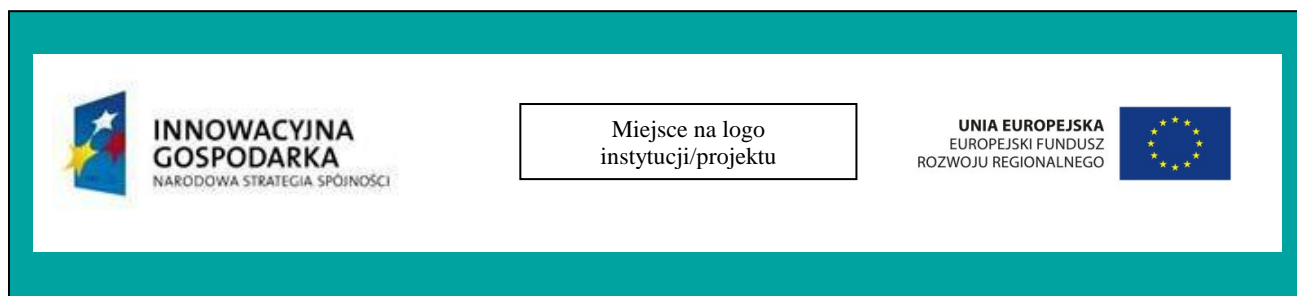 INNOWACYJNA
GOSPODARKA
NARODOWA STRATEGIA SPÓJNOŚCI
Miejsce na logo
instytucji/projektu
UNIA EUROPEJSKA
EUROPEJSKI FUNDUSZ
ROZWOJU REGIONALNEGO